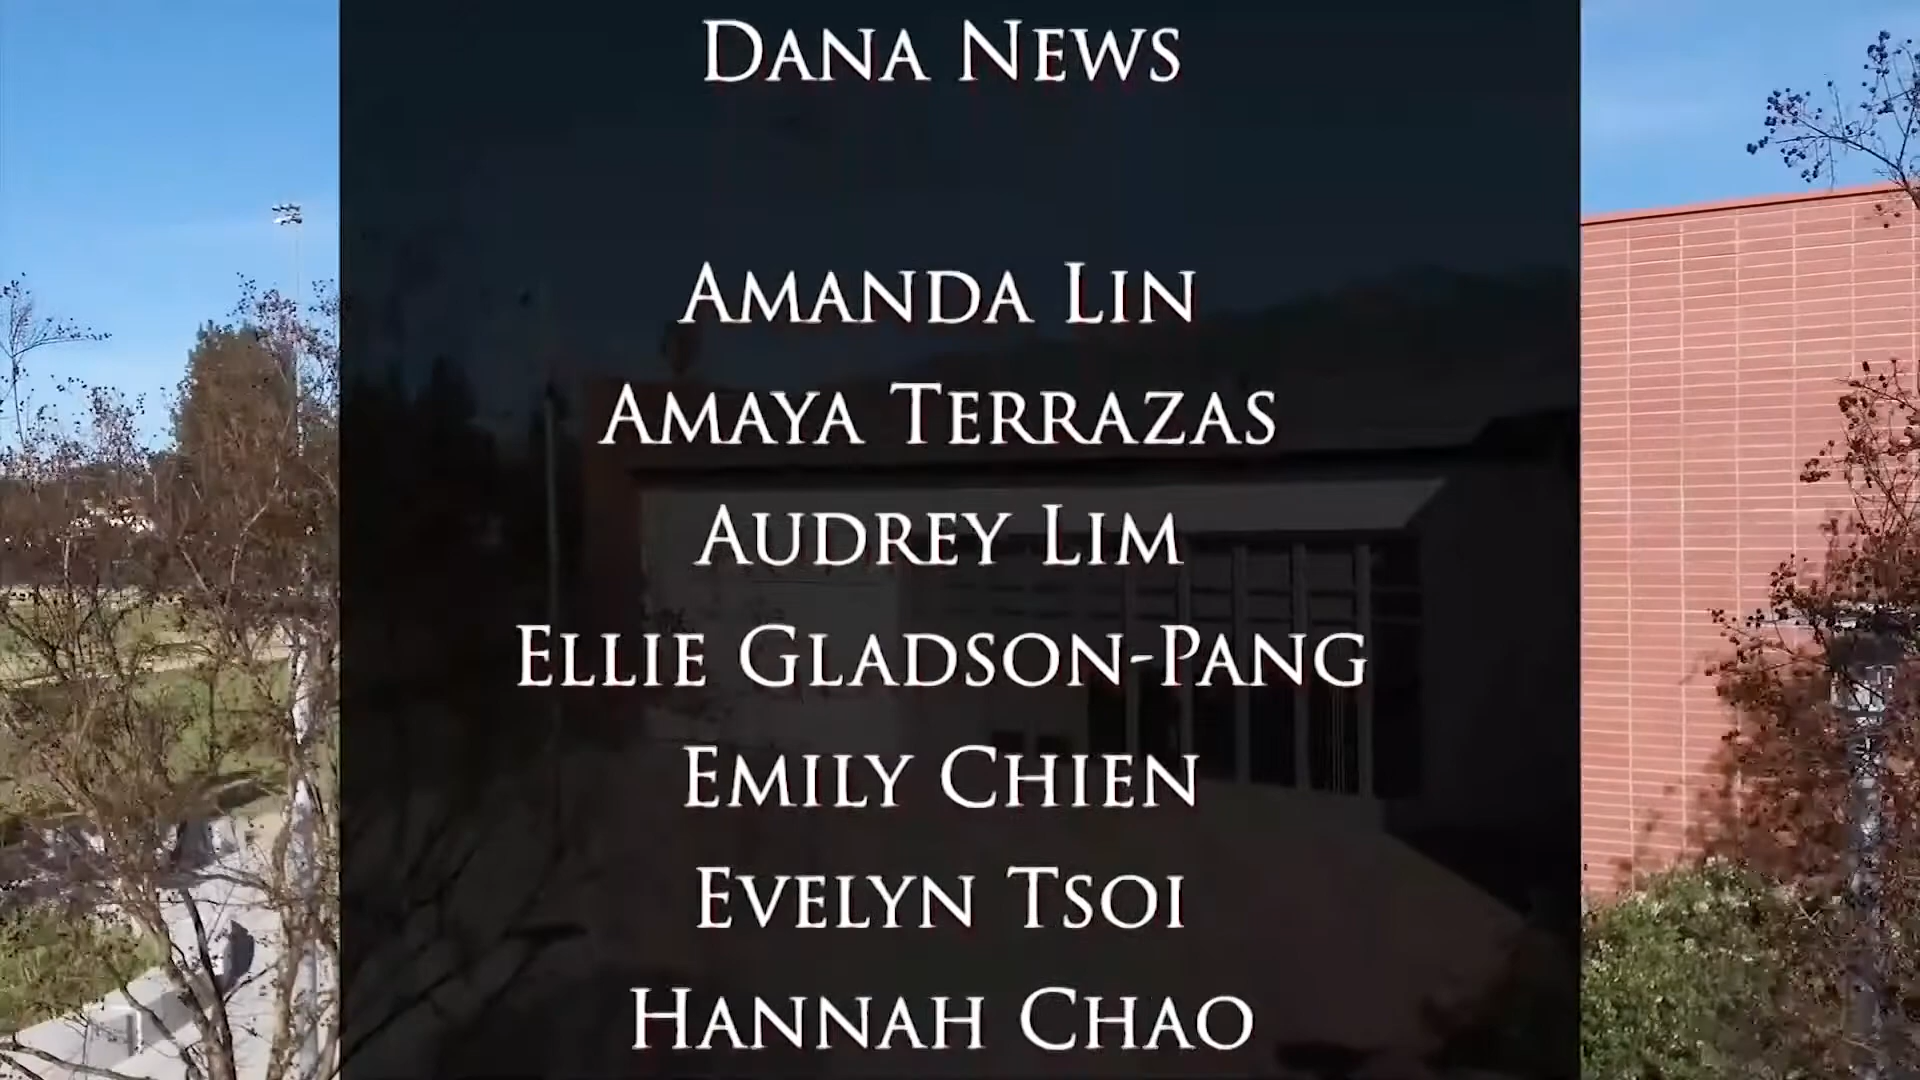 Dana News
Amanda Lin
Amaya Terrazas
Audrey Lim
Ellie Gladson-Pang
Emily Chien
Evelyn Tsoi
Hannah Chao